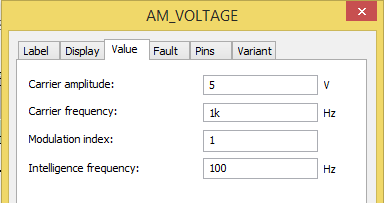 AM_VOLTAGE
Label Display Value Fault Pins Variant
Carrier amplitude: 5 V
Carrier frequency: 1k Hz
Modulation index: 1
Intelligence frequency: 100 Hz